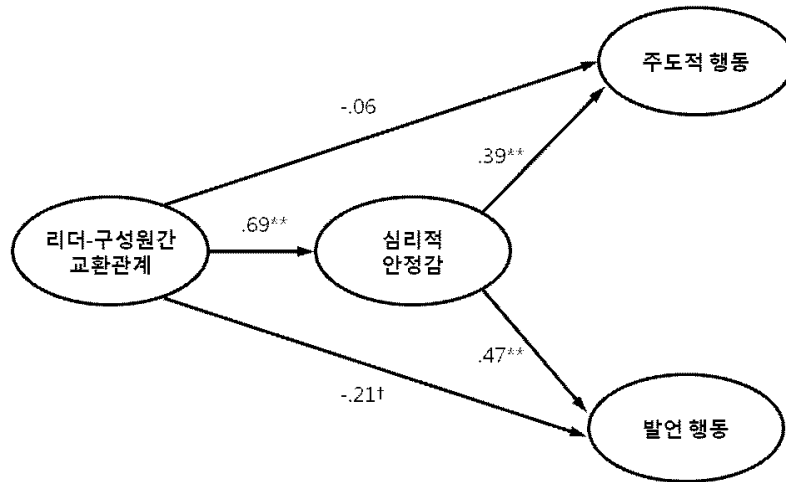 주도적 행동
-.06
.39**
리더-구성원간
교환관계
.69**
심리적
안정감
.47**
-.21†
발언 행동